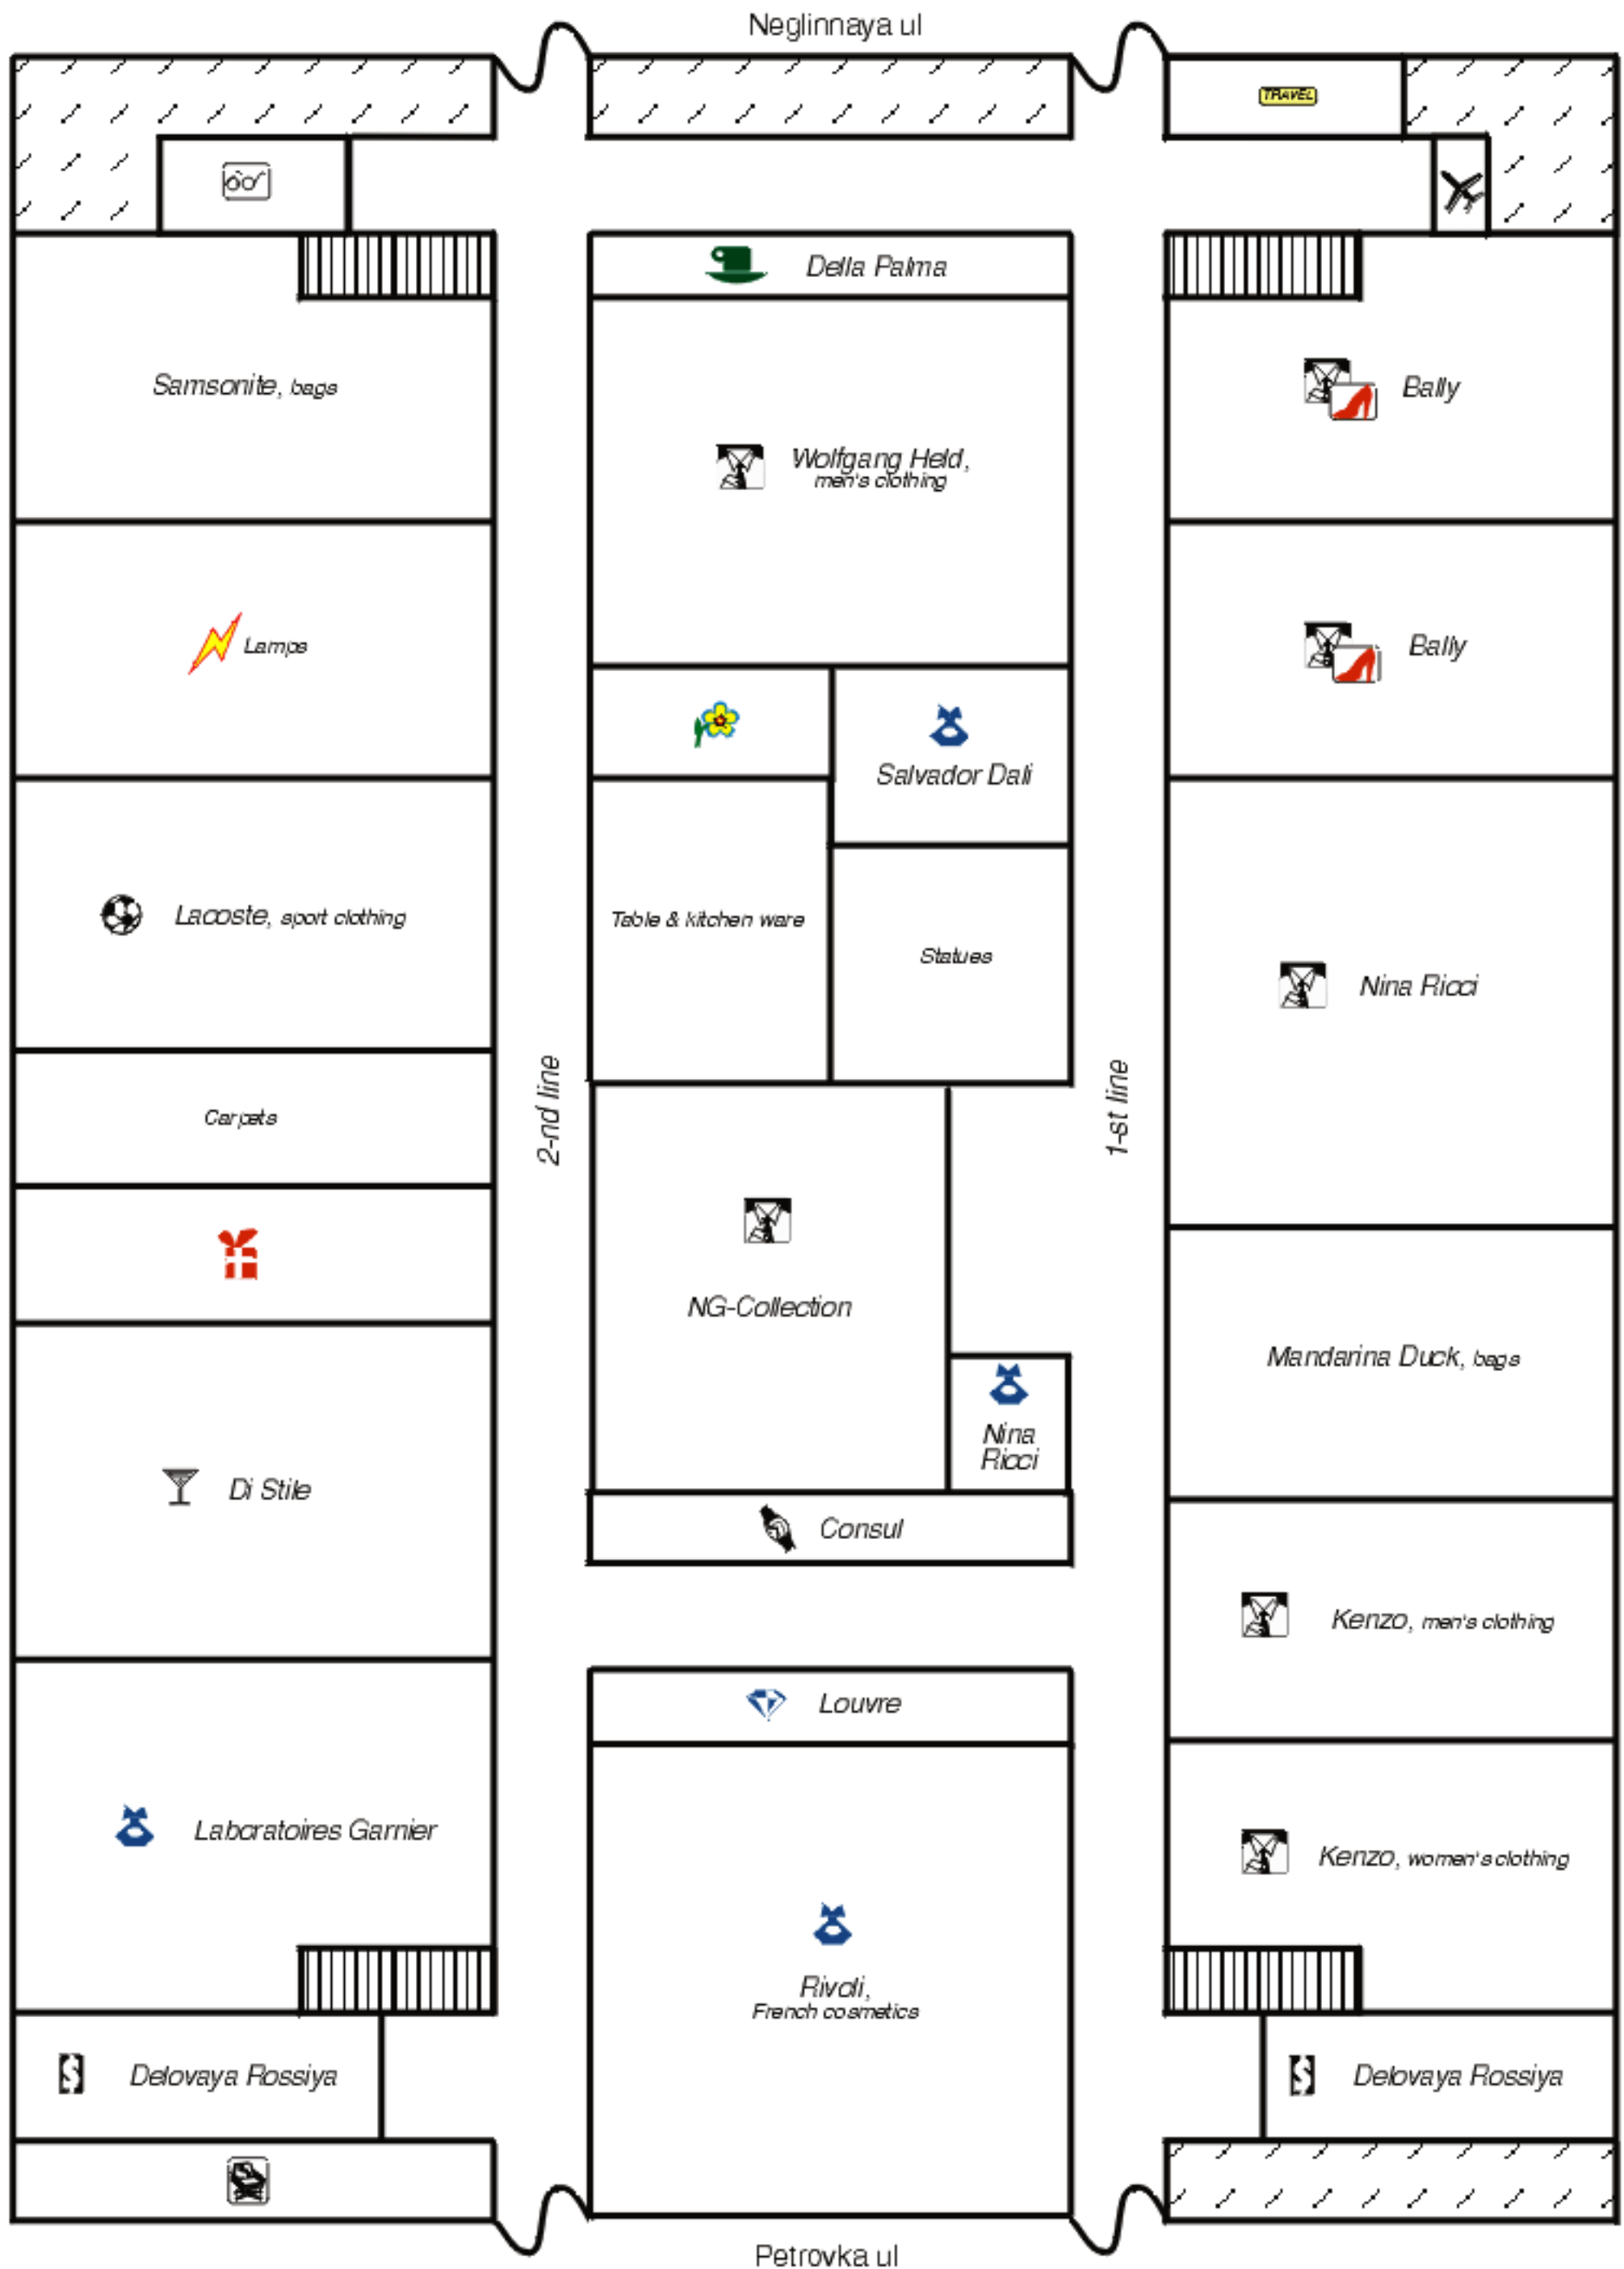 Neglinnaya ul
TRAVEL
Della Palma
Samsonite, bags
Bally
Wolfgang Held,
men's clothing
Lamps
Bally
Salvador Dali
Lacoste, sport clothing
Table & kitchen ware
Statues
Nina Ricci
Carpets
2-nd line
1-st line
NG-Collection
Mandarina Duck, bags
Nina
Ricci
Di Stile
Consul
Kenzo, men's clothing
Louvre
Laboratoires Garnier
Kenzo, women's clothing
Rivoli,
French cosmetics
$ Delovaya Rossiya
$ Delovaya Rossiya
Petrovka ul